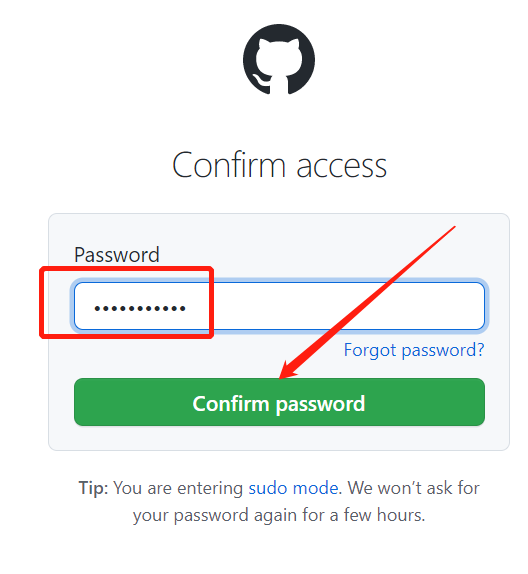 Confirm access
Password
•••••••••••
Forgot password?
Confirm password
Tip: You are entering sudo mode. We won’t ask for
your password again for a few hours.